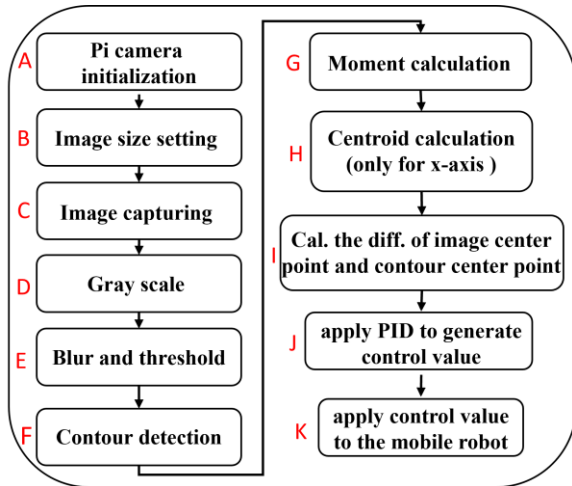 A
Pi camera
initialization
B
Image size setting
C
Image capturing
D
Gray scale
E
Blur and threshold
F
Contour detection
G
Moment calculation
H
Centroid calculation
(only for x-axis )
I
Cal. the diff. of image center
point and contour center point
J
apply PID to generate
control value
K
apply control value
to the mobile robot